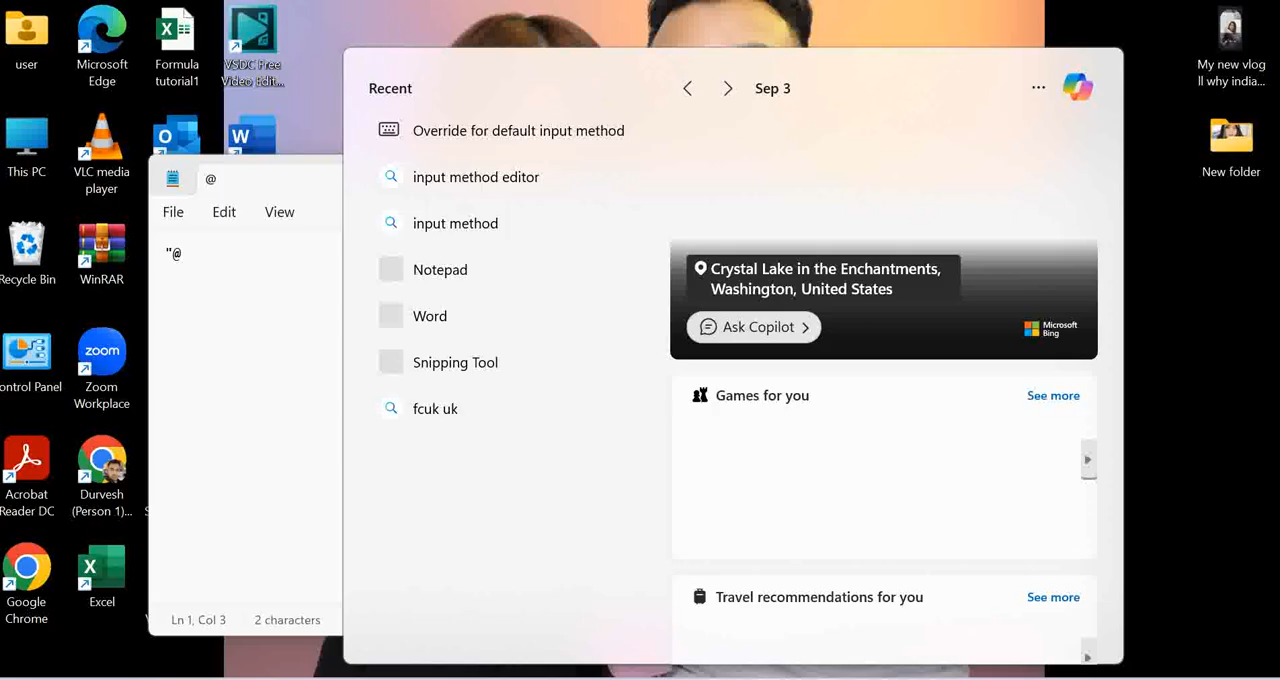 user
Microsoft
Edge
Formula
tutorial1
VSDC Free
Video Edit...
This PC
VLC media
player
Recycle Bin
WinRAR
ontrol Panel
Zoom
Workplace
Acrobat
Reader DC
Durvesh
(Person 1)...
Google
Chrome
Excel
@
File
Edit
View
"@
Ln 1, Col 3
2 characters
Recent
Override for default input method
input method editor
input method
Notepad
Word
Snipping Tool
fcuk uk
Sep 3
Crystal Lake in the Enchantments,
Washington, United States
Ask Copilot
Microsoft
Bing
Games for you
See more
Travel recommendations for you
See more
My new vlog
ll why india...
New folder
zoom